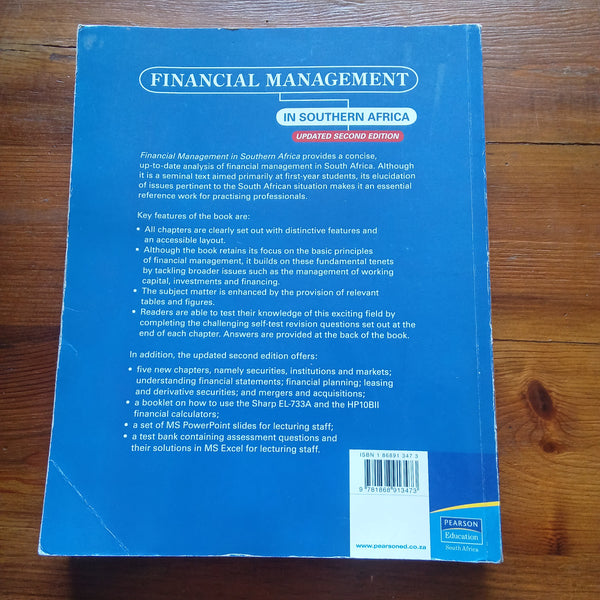 FINANCIAL MANAGEMENT
IN SOUTHERN AFRICA
UPDATED SECOND EDITION
Financial Management in Southern Africa provides a concise,
up-to-date analysis of financial management in South Africa. Although
it is a seminal text aimed primarily at first-year students, its elucidation
of issues pertinent to the South African situation makes it an essential
reference work for practising professionals.
Key features of the book are:
• All chapters are clearly set out with distinctive features and
an accessible layout.
• Although the book retains its focus on the basic principles
of financial management, it builds on these fundamental tenets
by tackling broader issues such as the management of working
capital, investments and financing.
• The subject matter is enhanced by the provision of relevant
tables and figures.
• Readers are able to test their knowledge of this exciting field by
completing the challenging self-test revision questions set out at the
end of each chapter. Answers are provided at the back of the book.
In addition, the updated second edition offers:
• five new chapters, namely securities, institutions and markets;
understanding financial statements; financial planning; leasing
and derivative securities; and mergers and acquisitions;
• a booklet on how to use the Sharp EL-733A and the HP10BII
financial calculators;
• a set of MS PowerPoint slides for lecturing staff;
• a test bank containing assessment questions and
their solutions in MS Excel for lecturing staff.
ISBN 1 86891 347 3
9 781868 913473
www.pearsoned.co.za
PEARSON
Education
South Africa